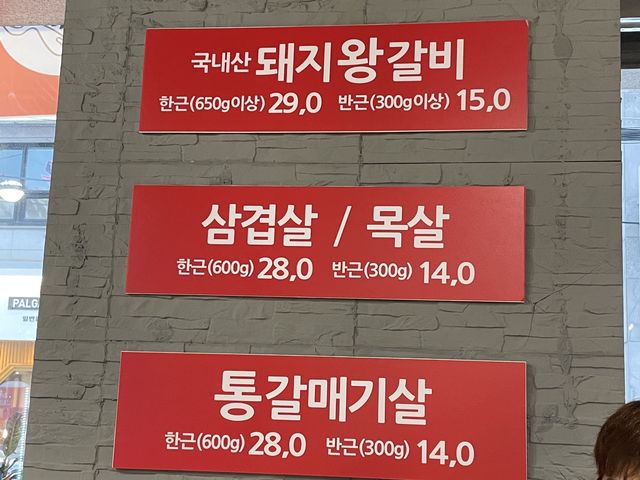 국내산 돼지왕갈비
한근(650g이상) 29,0 반근(300g이상) 15,0
삼겹살 / 목살
한근(600g) 28,0 반근(300g) 14,0
통갈매기살
한근(600g) 28,0 반근(300g) 14,0